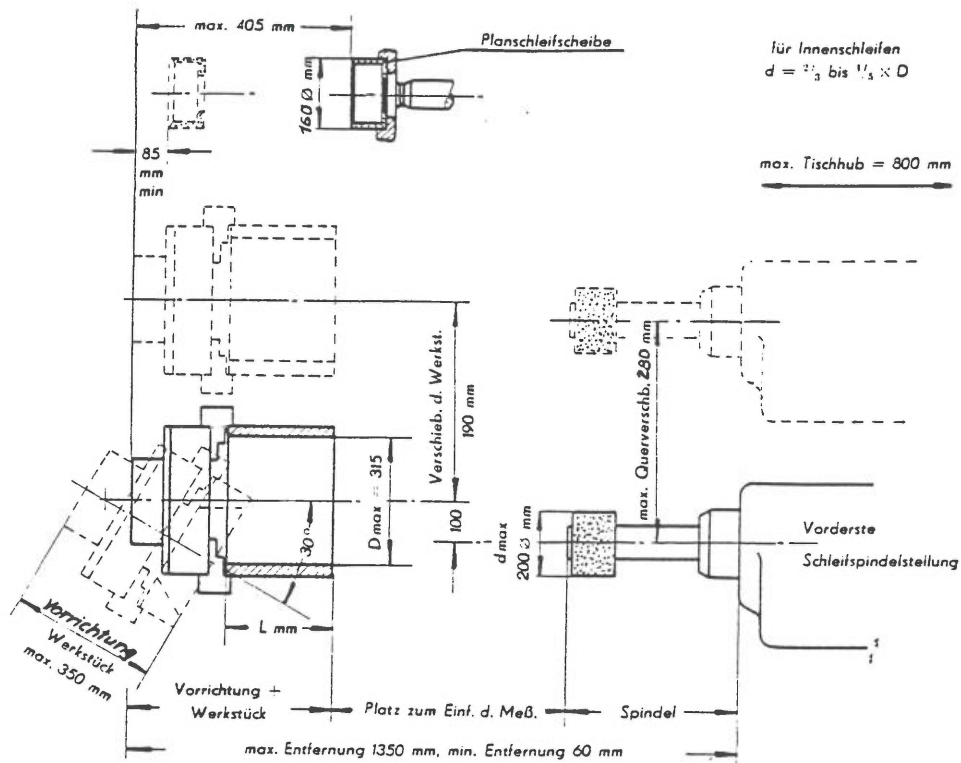 max. 405
Planschleifscheibe
für Innenschleifen
d = ²/₃ bis ¹/₅ × D
160 Ø mm
85
mm
min
max. Tischhub = 800 mm
Verschieb. d. Werkst.
190 mm
max. Querverschb. 280 mm
D max = 315
100
30°
d max
200 Ø mm
Vorderste
Schleifspindelstellung
L mm
Vorrichtung
Werkstück
max. 350 mm
Vorrichtung +
Werkstück
Platz zum Einf. d. Meß.
Spindel
max. Entfernung 1350 mm, min. Entfernung 60 mm